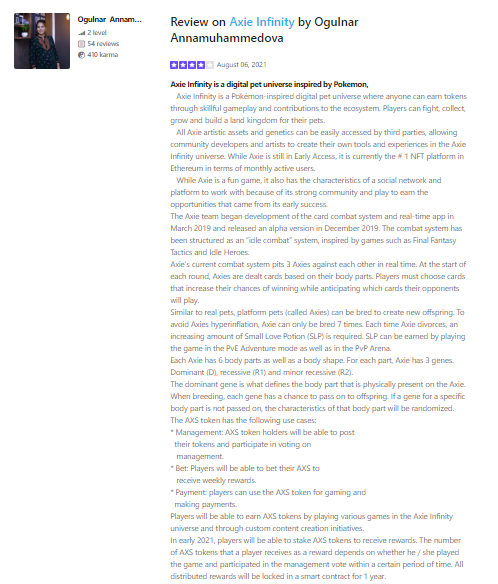 Ogulnar Annam...
2 level
54 reviews
410 karma
Review on Axie Infinity by Ogulnar
Annamuhammedova
August 06, 2021
Axie Infinity is a digital pet universe inspired by Pokemon,
Axie Infinity is a Pokémon-inspired digital pet universe where anyone can earn tokens
through skillful gameplay and contributions to the ecosystem. Players can fight, collect,
grow and build a land kingdom for their pets.
All Axie artistic assets and genetics can be easily accessed by third parties, allowing
community developers and artists to create their own tools and experiences in the Axie
Infinity universe. While Axie is still in Early Access, it is currently the # 1 NFT platform in
Ethereum in terms of monthly active users.
While Axie is a fun game, it also has the characteristics of a social network and
platform to work with because of its strong community and play to earn the
opportunities that came from its early success.
The Axie team began development of the card combat system and real-time app in
March 2019 and released an alpha version in December 2019. The combat system has
been structured as an "idle combat" system, inspired by games such as Final Fantasy
Tactics and Idle Heroes.
Axie's current combat system pits 3 Axies against each other in real time. At the start of
each round, Axies are dealt cards based on their body parts. Players must choose cards
that increase their chances of winning while anticipating which cards their opponents
will play.
Similar to real pets, platform pets (called Axies) can be bred to create new offspring. To
avoid Axies hyperinflation, Axie can only be bred 7 times. Each time Axie divorces, an
increasing amount of Small Love Potion (SLP) is required. SLP can be earned by playing
the game in the PvE Adventure mode as well as in the PvP Arena.
Each Axie has 6 body parts as well as a body shape. For each part, Axie has 3 genes.
Dominant (D), recessive (R1) and minor recessive (R2).
The dominant gene is what defines the body part that is physically present on the Axie.
When breeding, each gene has a chance to pass on to offspring. If a gene for a specific
body part is not passed on, the characteristics of that body part will be randomized.
The AXS token has the following use cases:
* Management: AXS token holders will be able to post
their tokens and participate in voting on
management.
* Bet: Players will be able to bet their AXS to
receive weekly rewards.
* Payment: players can use the AXS token for gaming and
making payments.
Players will be able to earn AXS tokens by playing various games in the Axie Infinity
universe and through custom content creation initiatives.
In early 2021, players will be able to stake AXS tokens to receive rewards. The number
of AXS tokens that a player receives as a reward depends on whether he / she played
the game and participated in the management vote within a certain period of time. All
distributed rewards will be locked in a smart contract for 1 year.